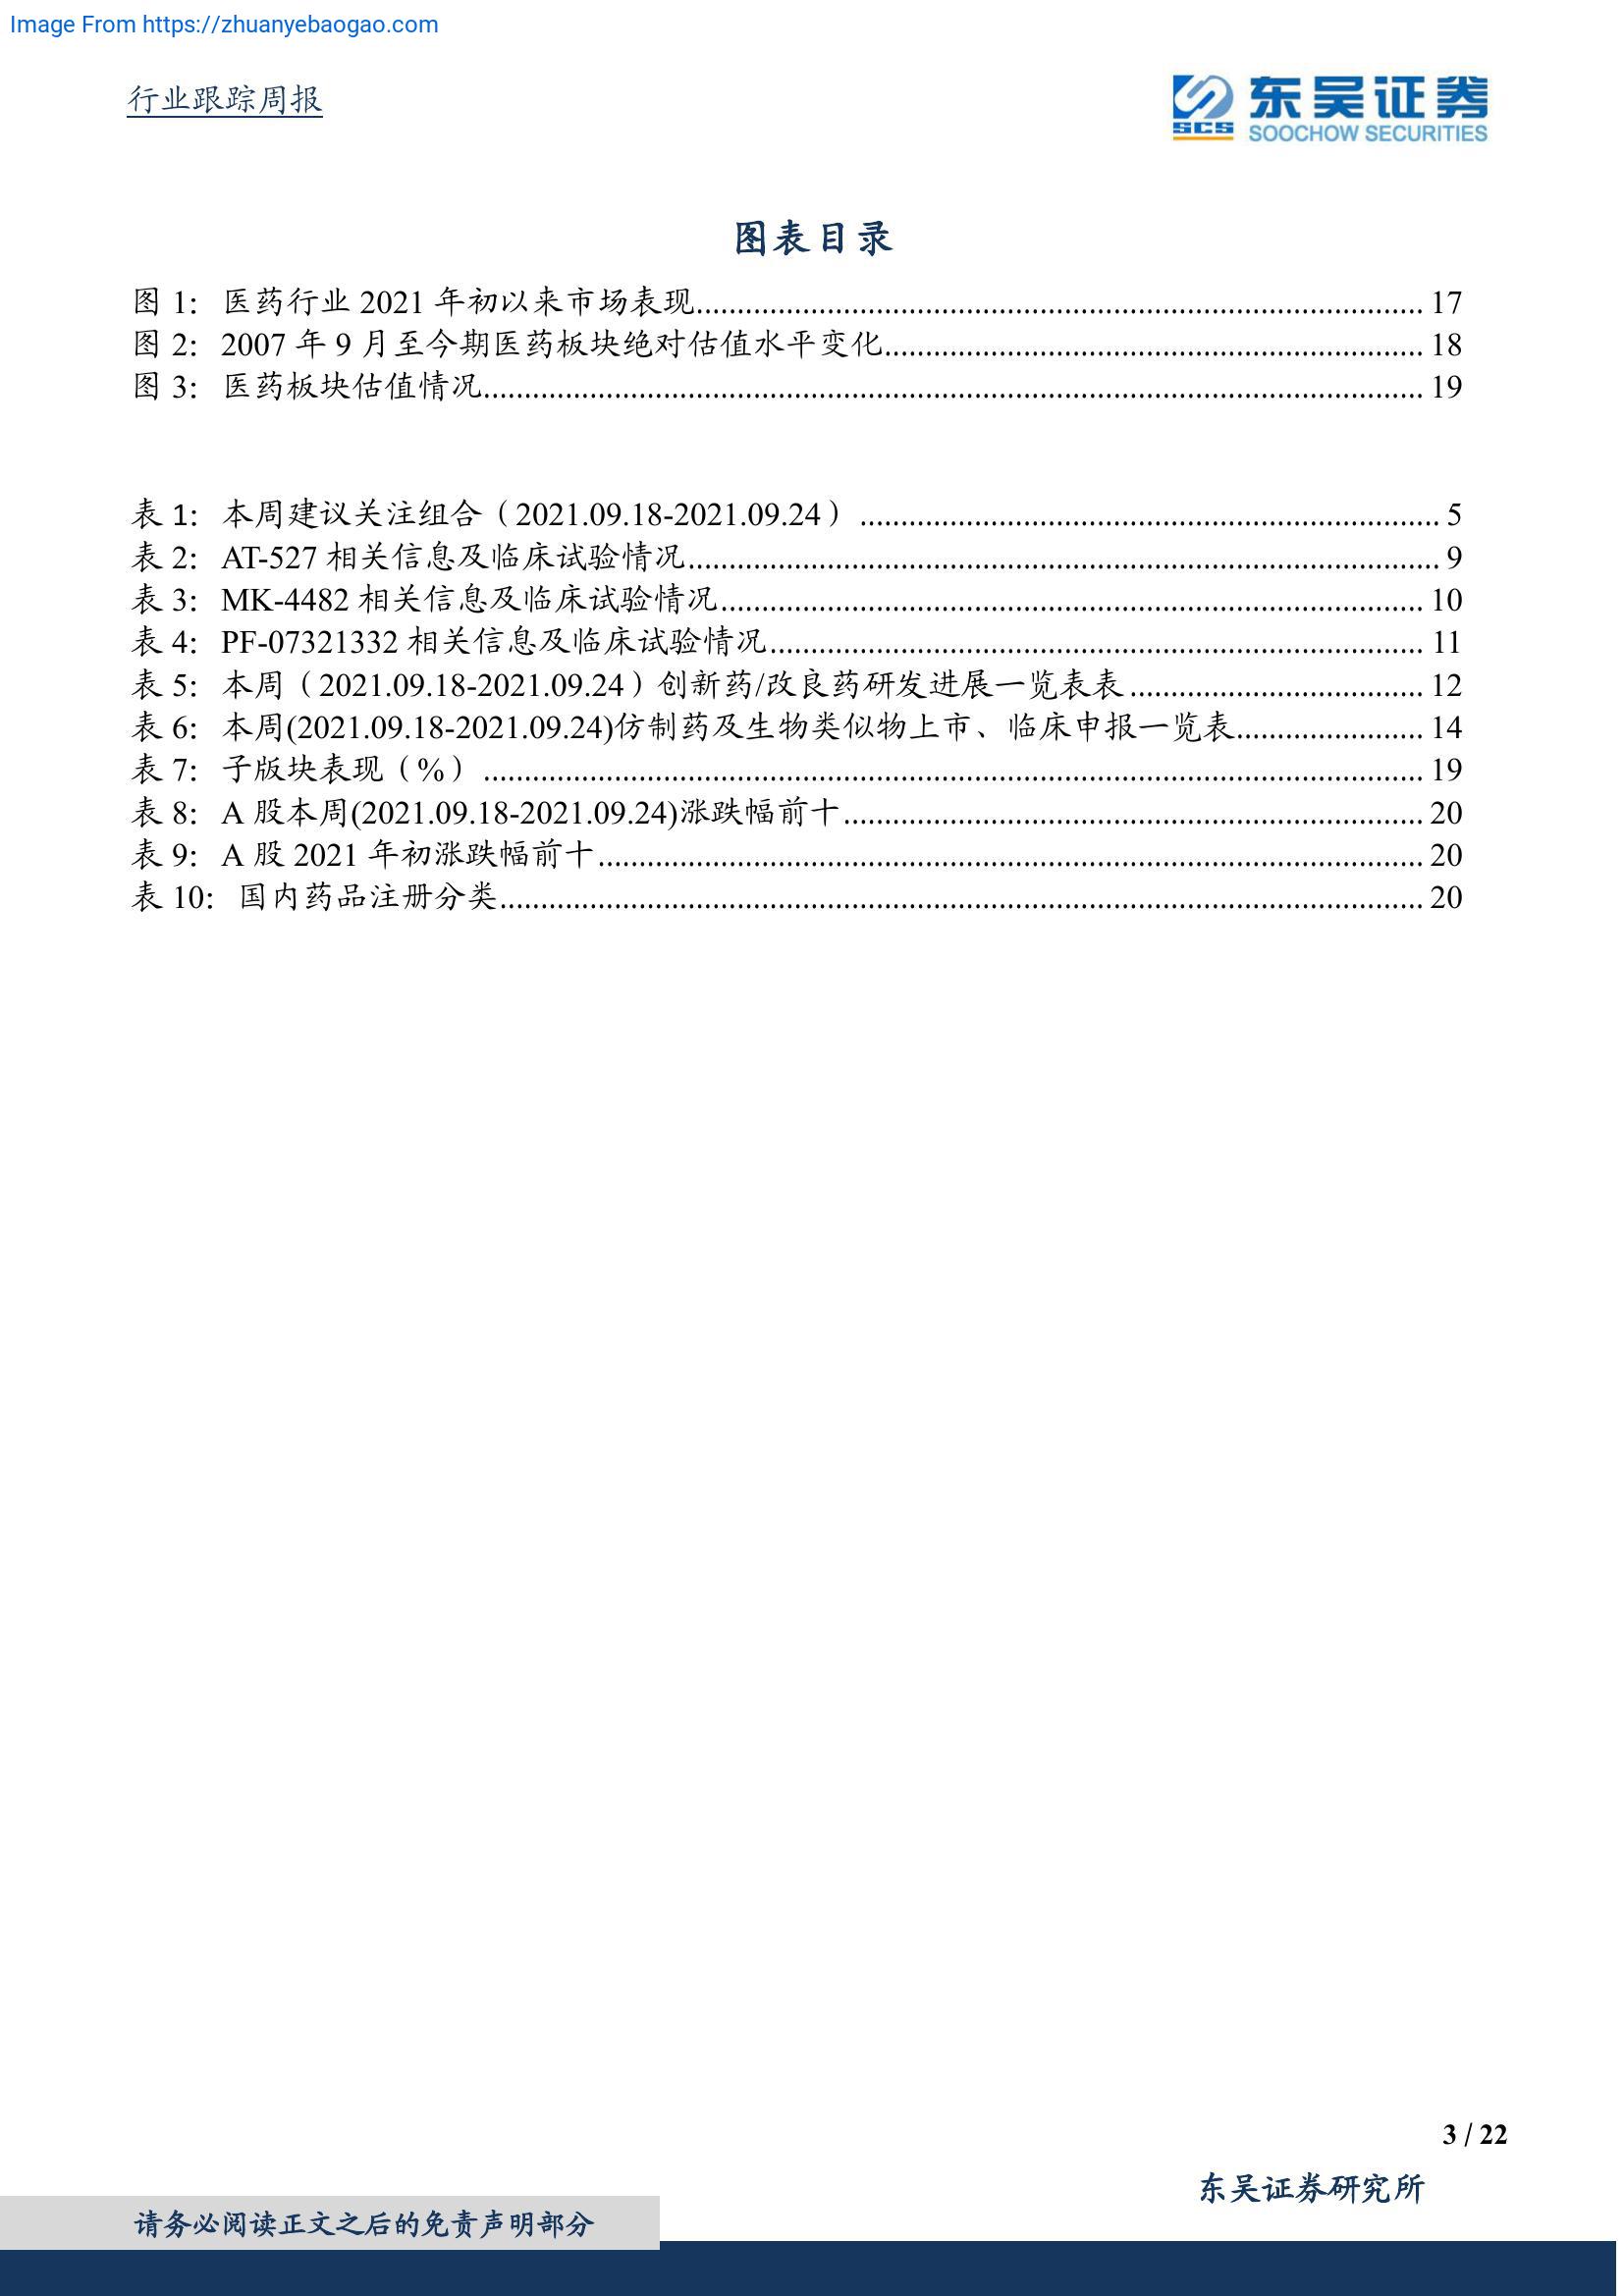 Image From https://zhuanyebaogao.com
行业跟踪周报
SCS 东吴证券
SOOCHOW SECURITIES
图表目录
图 1: 医药行业 2021 年初以来市场表现 17
图 2: 2007 年 9 月至今期医药板块绝对估值水平变化 18
图 3: 医药板块估值情况 19
表 1: 本周建议关注组合（2021.09.18-2021.09.24） 5
表 2: AT-527 相关信息及临床试验情况 9
表 3: MK-4482 相关信息及临床试验情况 10
表 4: PF-07321332 相关信息及临床试验情况 11
表 5: 本周（2021.09.18-2021.09.24）创新药/改良药研发进展一览表表 12
表 6: 本周(2021.09.18-2021.09.24)仿制药及生物类似物上市、临床申报一览表 14
表 7: 子版块表现（%） 19
表 8: A 股本周(2021.09.18-2021.09.24)涨跌幅前十 20
表 9: A 股 2021 年初涨跌幅前十 20
表 10: 国内药品注册分类 20
3 / 22
东吴证券研究所
请务必阅读正文之后的免责声明部分